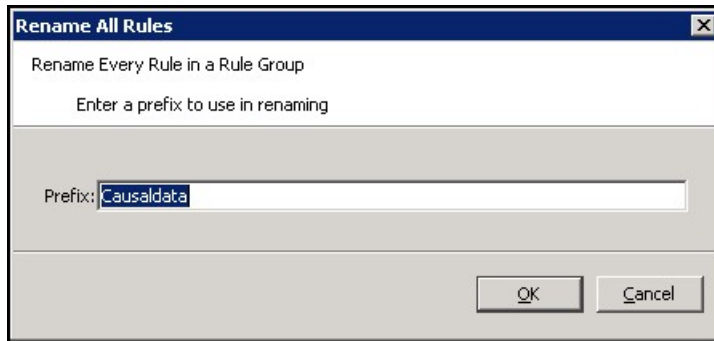 Rename All Rules
Rename Every Rule in a Rule Group
Enter a prefix to use in renaming
Prefix: Causaldata
OK Cancel